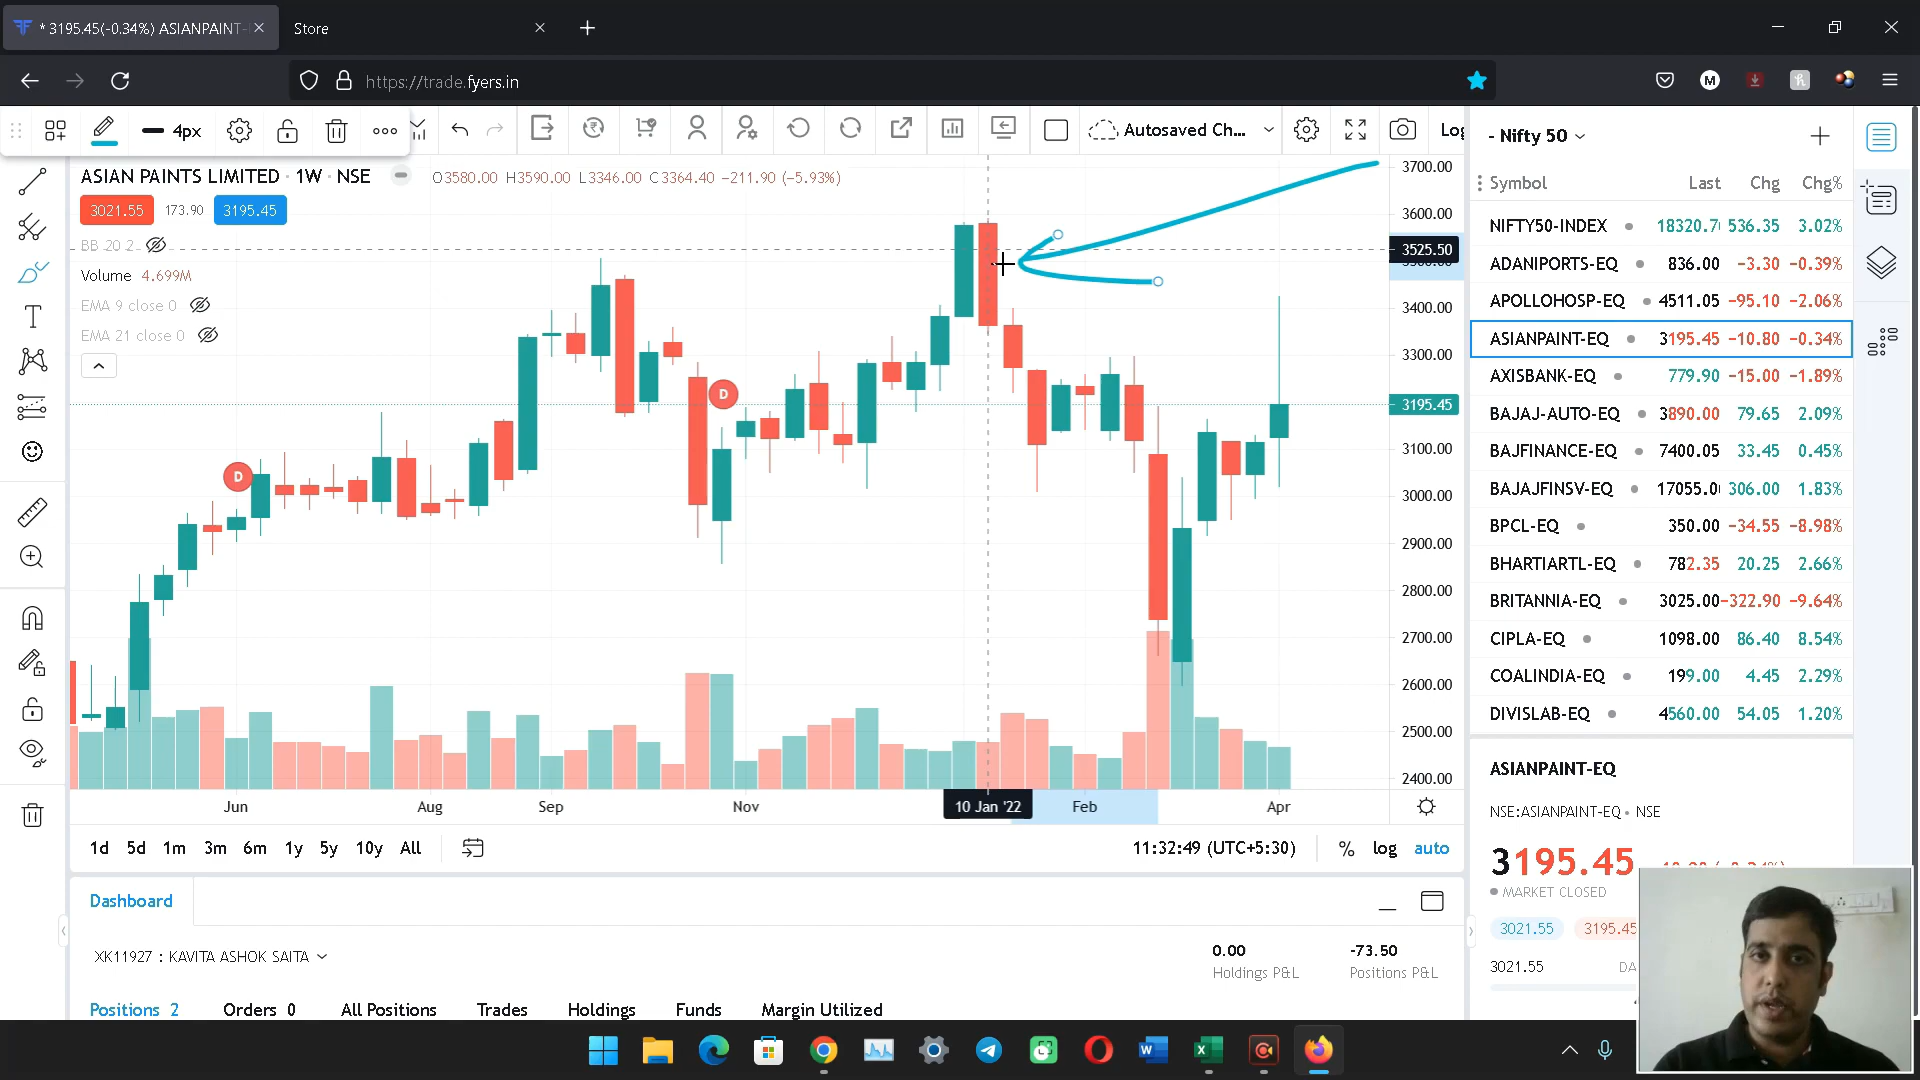 * 3195.45(-0.34%) ASIANPAINT-
Store
https://trade.fyers.in
4px
Autosaved Ch...
Log
ASIAN PAINTS LIMITED · 1W · NSE
O3580.00 H3590.00 L3346.00 C3364.40 −211.90 (−5.93%)
3021.55 173.90 3195.45
BB 20 2
Volume 4.699M
EMA 9 close 0
EMA 21 close 0
D
D
3700.00
3600.00
3525.50
3400.00
3300.00
3195.45
3100.00
3000.00
2900.00
2800.00
2700.00
2600.00
2500.00
2400.00
Jun Aug Sep Nov 10 Jan '22 Feb Apr
1d 5d 1m 3m 6m 1y 5y 10y All
11:32:49 (UTC+5:30) % log auto
- Nifty 50
Symbol Last Chg Chg%
NIFTY50-INDEX 18320.7 536.35 3.02%
ADANIPORTS-EQ 836.00 −3.30 −0.39%
APOLLOHOSP-EQ 4511.05 −95.10 −2.06%
ASIANPAINT-EQ 3195.45 −10.80 −0.34%
AXISBANK-EQ 779.90 −15.00 −1.89%
BAJAJ-AUTO-EQ 3890.00 79.65 2.09%
BAJFINANCE-EQ 7400.05 33.45 0.45%
BAJAJFINSV-EQ 17055.0 306.00 1.83%
BPCL-EQ 350.00 −34.55 −8.98%
BHARTIARTL-EQ 782.35 20.25 2.66%
BRITANNIA-EQ 3025.00 −322.90 −9.64%
CIPLA-EQ 1098.00 86.40 8.54%
COALINDIA-EQ 199.00 4.45 2.29%
DIVISLAB-EQ 4560.00 54.05 1.20%
ASIANPAINT-EQ
NSE:ASIANPAINT-EQ • NSE
3195.45
MARKET CLOSED
3021.55 3195.45
3021.55 DA
Dashboard
XK11927 : KAVITA ASHOK SAITA
0.00 -73.50
Holdings P&L Positions P&L
Positions 2 Orders 0 All Positions Trades Holdings Funds Margin Utilized